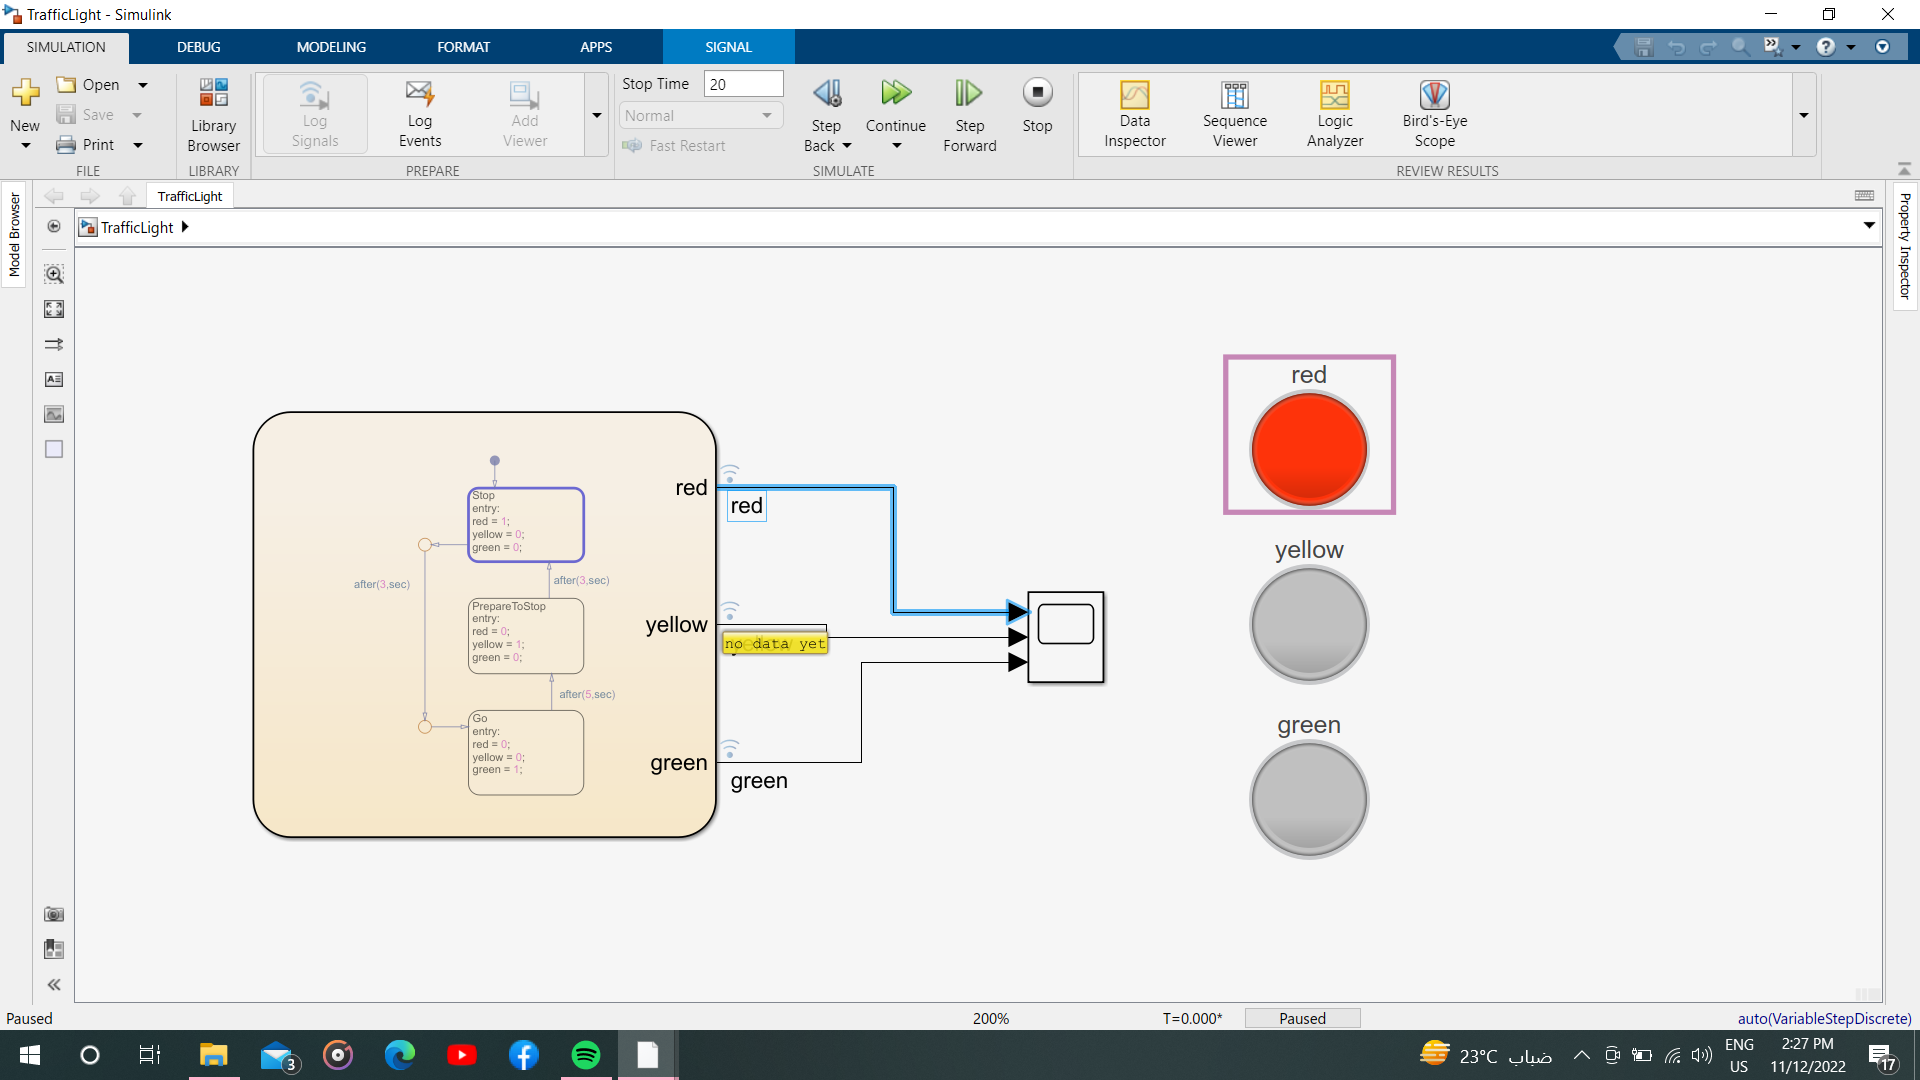 TrafficLight - Simulink
SIMULATION DEBUG MODELING FORMAT APPS SIGNAL
New
Open
Save
Print
FILE
Library Browser
LIBRARY
Log Signals
Log Events
Add Viewer
PREPARE
Stop Time 20
Normal
Fast Restart
Step Back
Continue
Step Forward
Stop
SIMULATE
Data Inspector
Sequence Viewer
Logic Analyzer
Bird's-Eye Scope
REVIEW RESULTS
Model Browser
TrafficLight
TrafficLight
Property Inspector
Stop
entry:
red = 1;
yellow = 0;
green = 0;
after(3,sec)
after(3,sec)
PrepareToStop
entry:
red = 0;
yellow = 1;
green = 0;
after(5,sec)
Go
entry:
red = 0;
yellow = 0;
green = 1;
red
red
yellow
no data yet
green
green
red
yellow
green
Paused 200% T=0.000* Paused auto(VariableStepDiscrete)
3
23°C ضباب
ENG
US
2:27 PM
11/12/2022
17